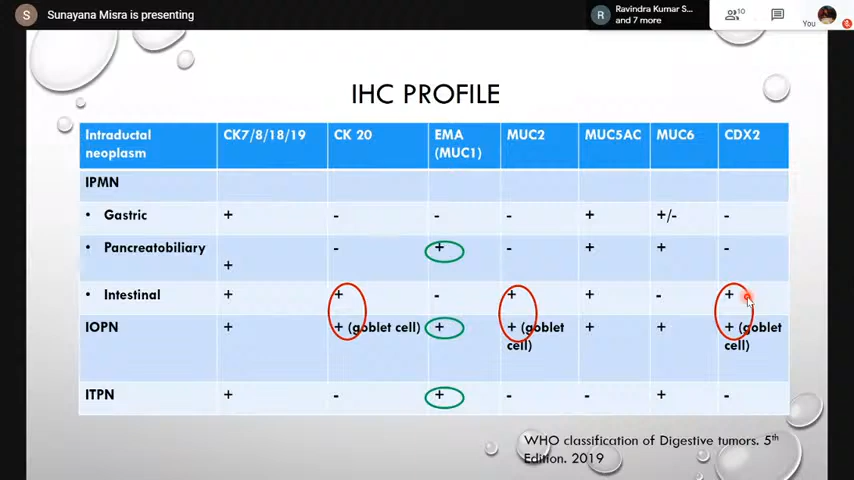 S Sunayana Misra is presenting
R Ravindra Kumar S...
and 7 more
10
You
IHC PROFILE
Intraductal neoplasm CK7/8/18/19 CK 20 EMA (MUC1) MUC2 MUC5AC MUC6 CDX2
IPMN
• Gastric + - - - + +/- -
• Pancreatobiliary + - + - + + -
• Intestinal + + - + + - +
IOPN + + (goblet cell) + + (goblet cell) + + + (goblet cell)
ITPN + - + - - + -
WHO classification of Digestive tumors. 5th
Edition. 2019